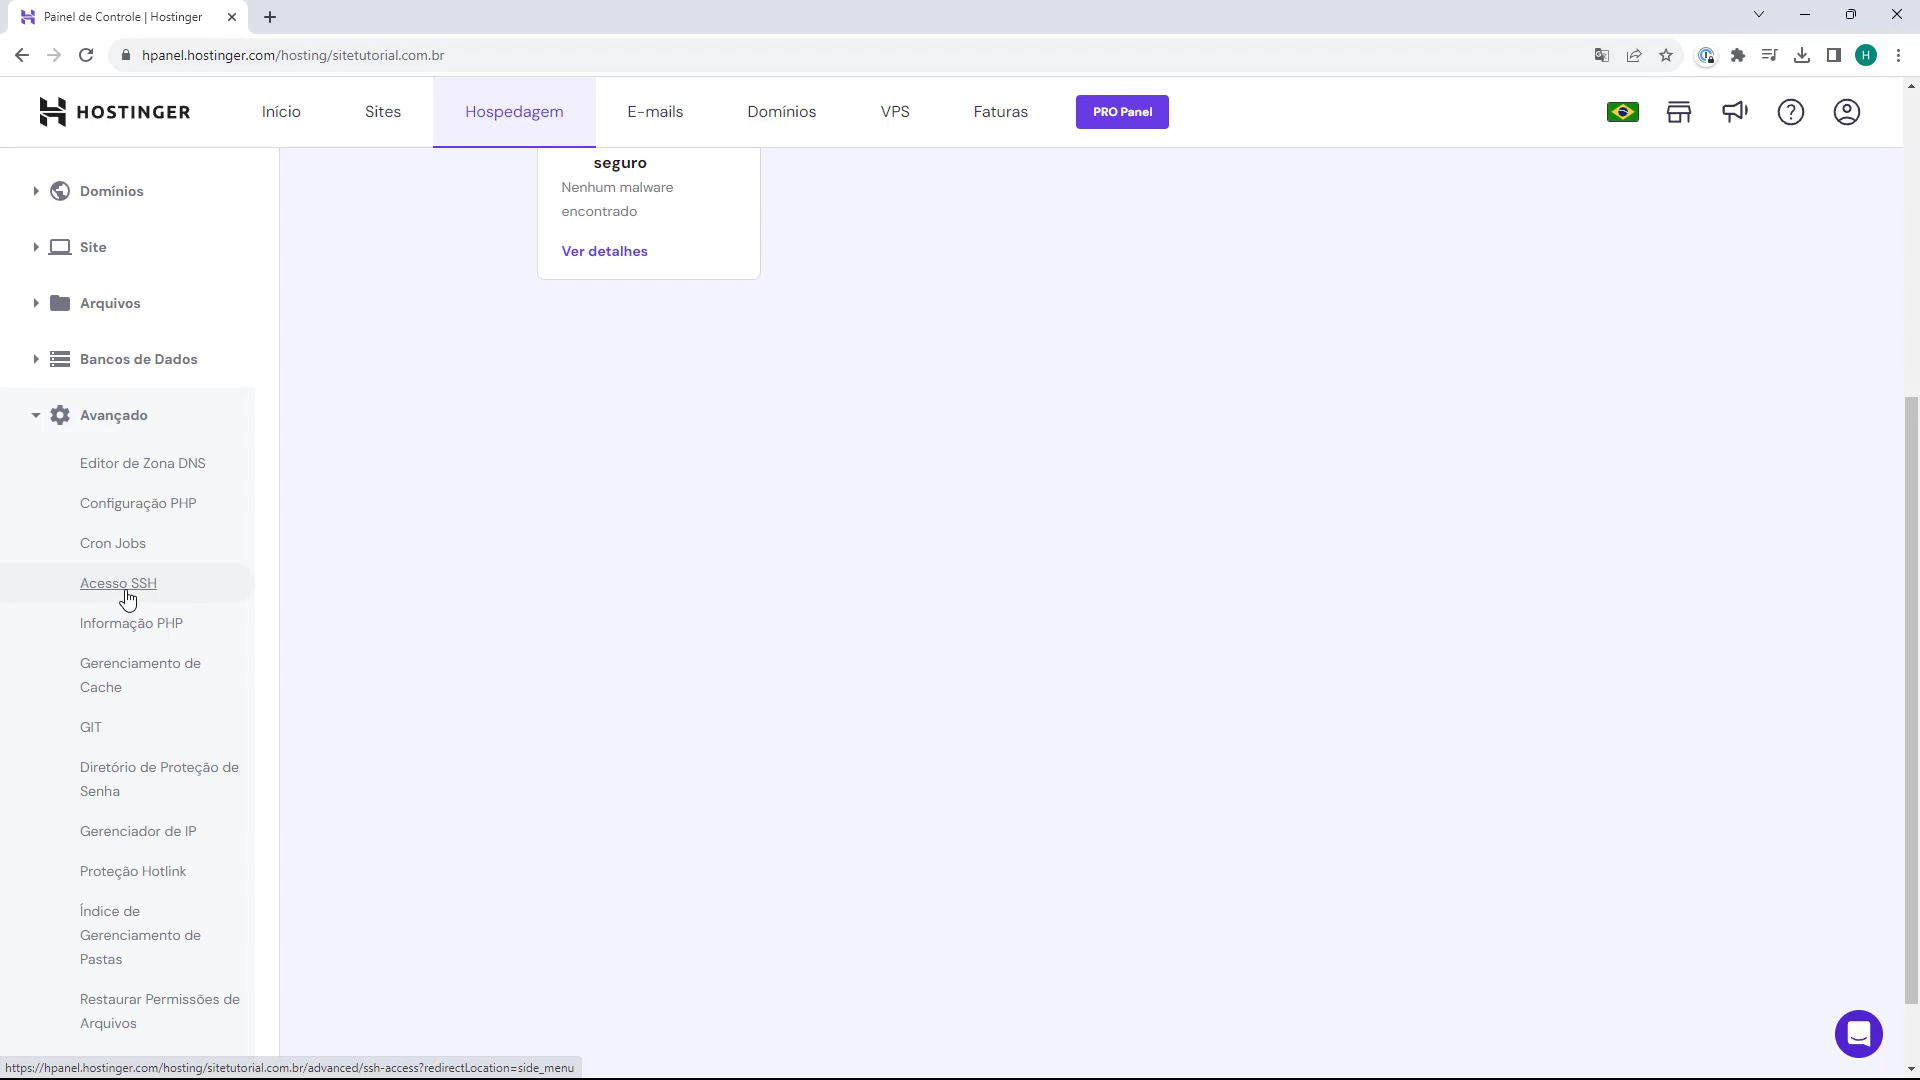 Painel de Controle | Hostinger
hpanel.hostinger.com/hosting/sitetutorial.com.br
H
HOSTINGER
Início
Sites
Hospedagem
E-mails
Domínios
VPS
Faturas
PRO Panel
Domínios
Site
Arquivos
Bancos de Dados
Avançado
Editor de Zona DNS
Configuração PHP
Cron Jobs
Acesso SSH
Informação PHP
Gerenciamento de
Cache
GIT
Diretório de Proteção de
Senha
Gerenciador de IP
Proteção Hotlink
Índice de
Gerenciamento de
Pastas
Restaurar Permissões de
Arquivos
seguro
Nenhum malware
encontrado
Ver detalhes
https://hpanel.hostinger.com/hosting/sitetutorial.com.br/advanced/ssh-access?redirectLocation=side_menu